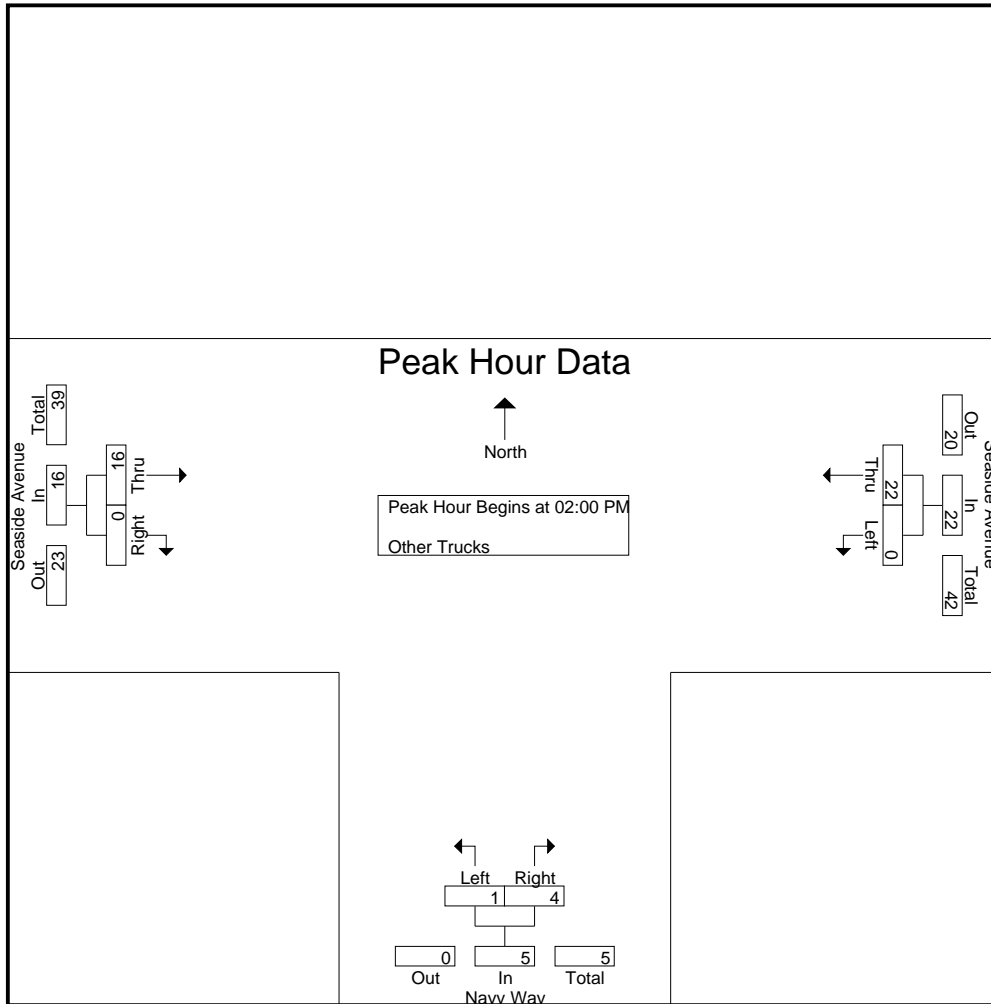 Peak Hour Data
North
Peak Hour Begins at 02:00 PM
Other Trucks
Seaside Avenue
Total
39
In
16
Out
23
16
Thru
0
Right
Thru
22
Left
0
Out
20
In
22
Total
42
Seaside Avenue
Left Right
1 4
0 5 5
Out In Total
Navy Way